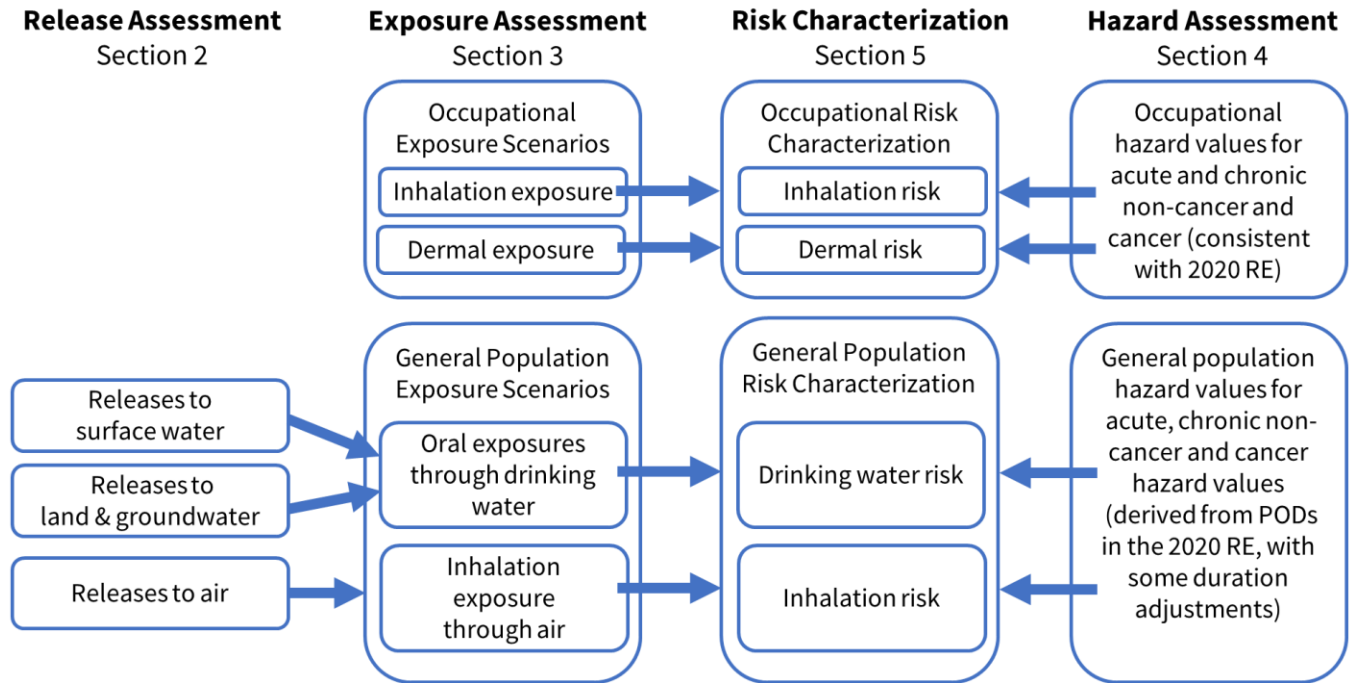 Release Assessment
Section 2
Exposure Assessment
Section 3
Risk Characterization
Section 5
Hazard Assessment
Section 4
Occupational
Exposure Scenarios
Inhalation exposure
Dermal exposure
Occupational Risk
Characterization
Inhalation risk
Dermal risk
Occupational
hazard values for
acute and chronic
non-cancer and
cancer (consistent
with 2020 RE)
Releases to
surface water
Releases to
land & groundwater
Releases to air
General Population
Exposure Scenarios
Oral exposures
through drinking
water
Inhalation
exposure
through air
General Population
Risk Characterization
Drinking water risk
Inhalation risk
General population
hazard values for
acute, chronic non-
cancer and cancer
hazard values
(derived from PODs
in the 2020 RE, with
some duration
adjustments)